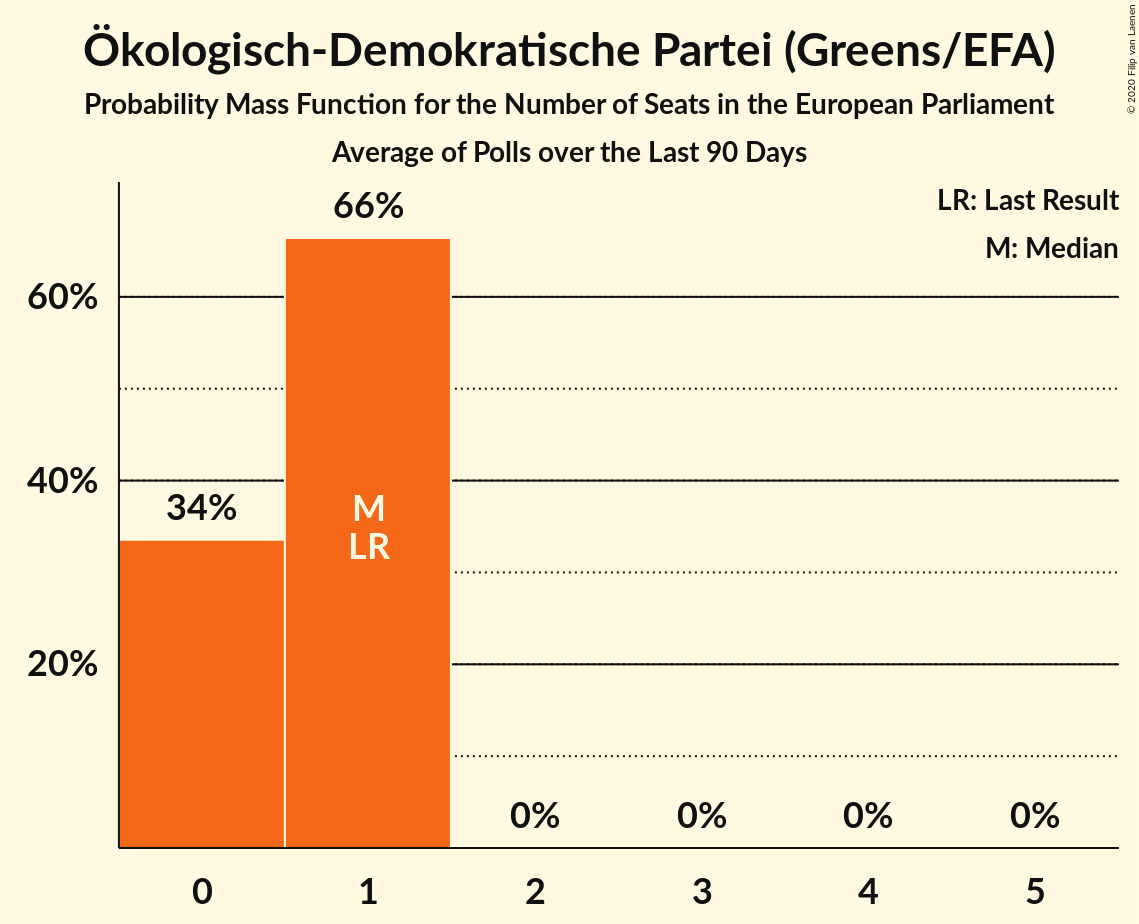 Ökologisch-Demokratische Partei (Greens/EFA)
Probability Mass Function for the Number of Seats in the European Parliament
Average of Polls over the Last 90 Days
© 2020 Filip van Laenen
LR: Last Result
M: Median
66%
60%
40%
34%
M
LR
20%
0%
0%
0%
0%
0
1
2
3
4
5